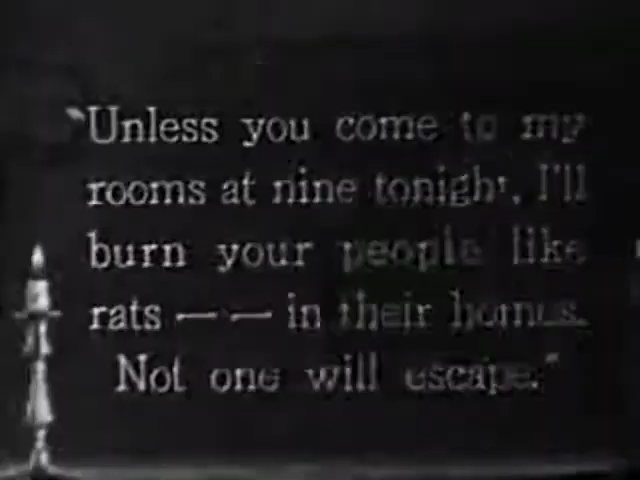 "Unless you come to my
rooms at nine tonight, I'll
burn your people like
rats — — in their homes.
Not one will escape."